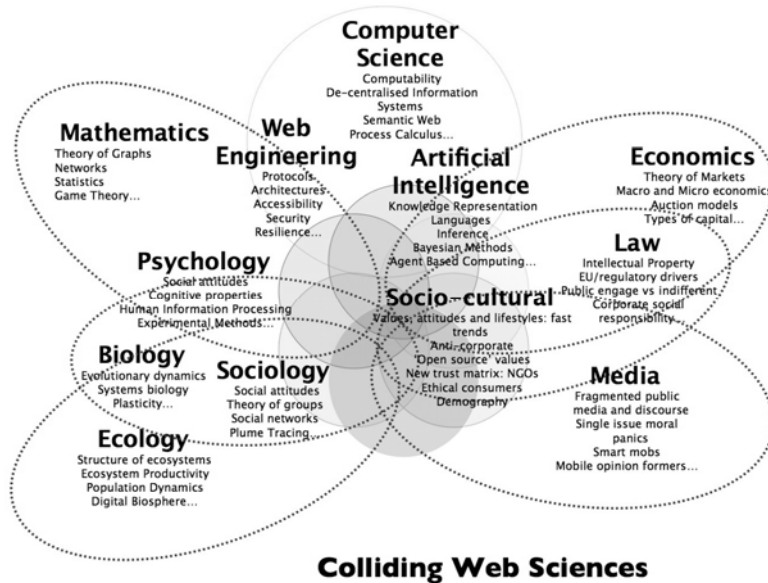 Computer
Science
Computability
De-centralised Information
Systems
Semantic Web
Process Calculus...
Mathematics
Theory of Graphs
Networks
Statistics
Game Theory...
Web
Engineering
Protocols
Architectures
Accessibility
Security
Resilience...
Artificial
Intelligence
Knowledge Representation
Languages
Inference
Bayesian Methods
Agent Based Computing...
Economics
Theory of Markets
Macro and Micro economics
Auction models
Types of capital...
Law
Intellectual Property
EU/regulatory drivers
Public engage vs indifferent
Corporate social
responsibility...
Psychology
Social attitudes
Cognitive properties
Human Information Processing
Experimental Methods...
Socio-cultural
Values, attitudes and lifestyles: fast
trends
Anti-corporate
'Open source' values
New trust matrix: NGOs
Ethical consumers
Demography
Biology
Evolutionary dynamics
Systems biology
Plasticity...
Sociology
Social attitudes
Theory of groups
Social networks
Plume Tracing...
Media
Fragmented public
media and discourse
Single issue moral
panics
Smart mobs
Mobile opinion formers...
Ecology
Structure of ecosystems
Ecosystem Productivity
Population Dynamics
Digital Biosphere...
Colliding Web Sciences